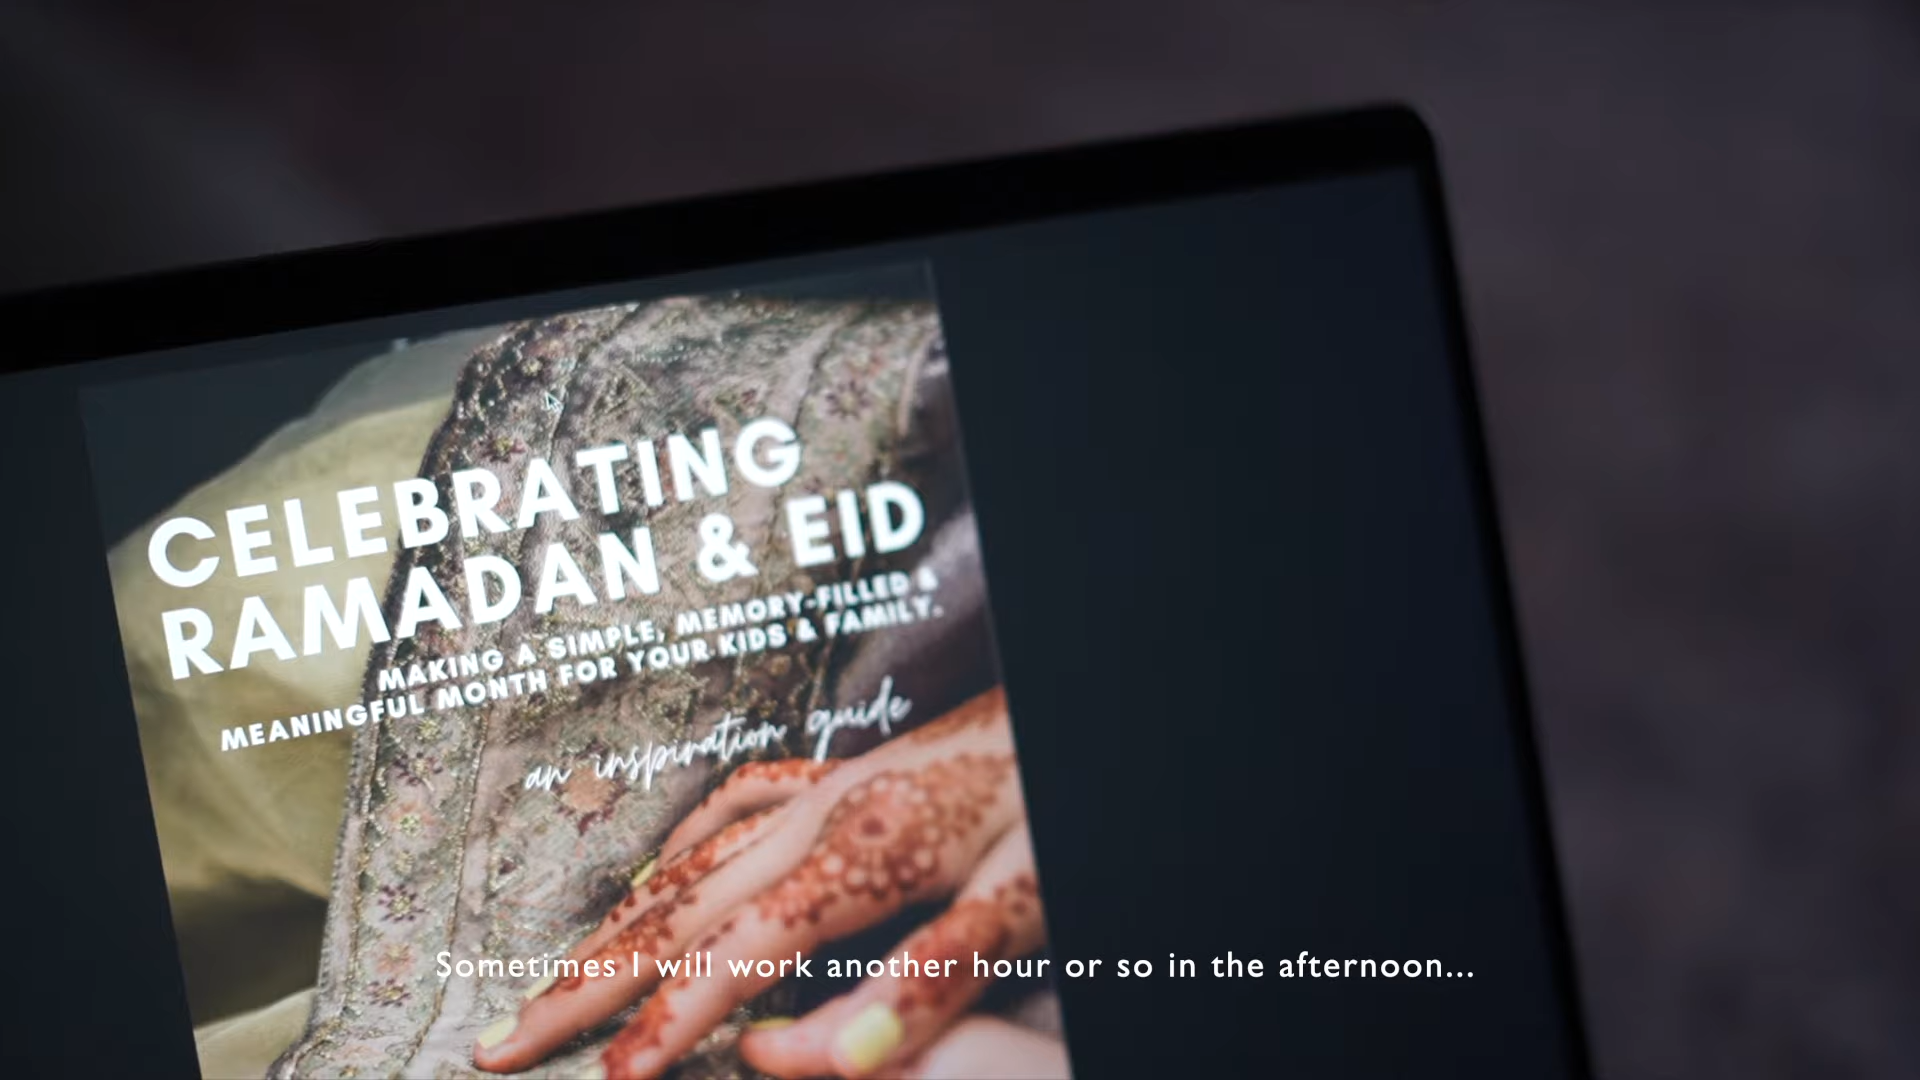 CELEBRATING
RAMADAN & EID
MAKING A SIMPLE, MEMORY-FILLED &
MEANINGFUL MONTH FOR YOUR KIDS & FAMILY.
an inspiration guide
Sometimes I will work another hour or so in the afternoon...